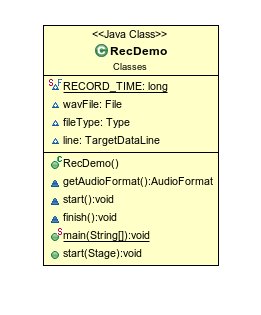 <<Java Class>>
RecDemo
Classes
RECORD_TIME: long
wavFile: File
fileType: Type
line: TargetDataLine
RecDemo()
getAudioFormat():AudioFormat
start():void
finish():void
main(String[]):void
start(Stage):void